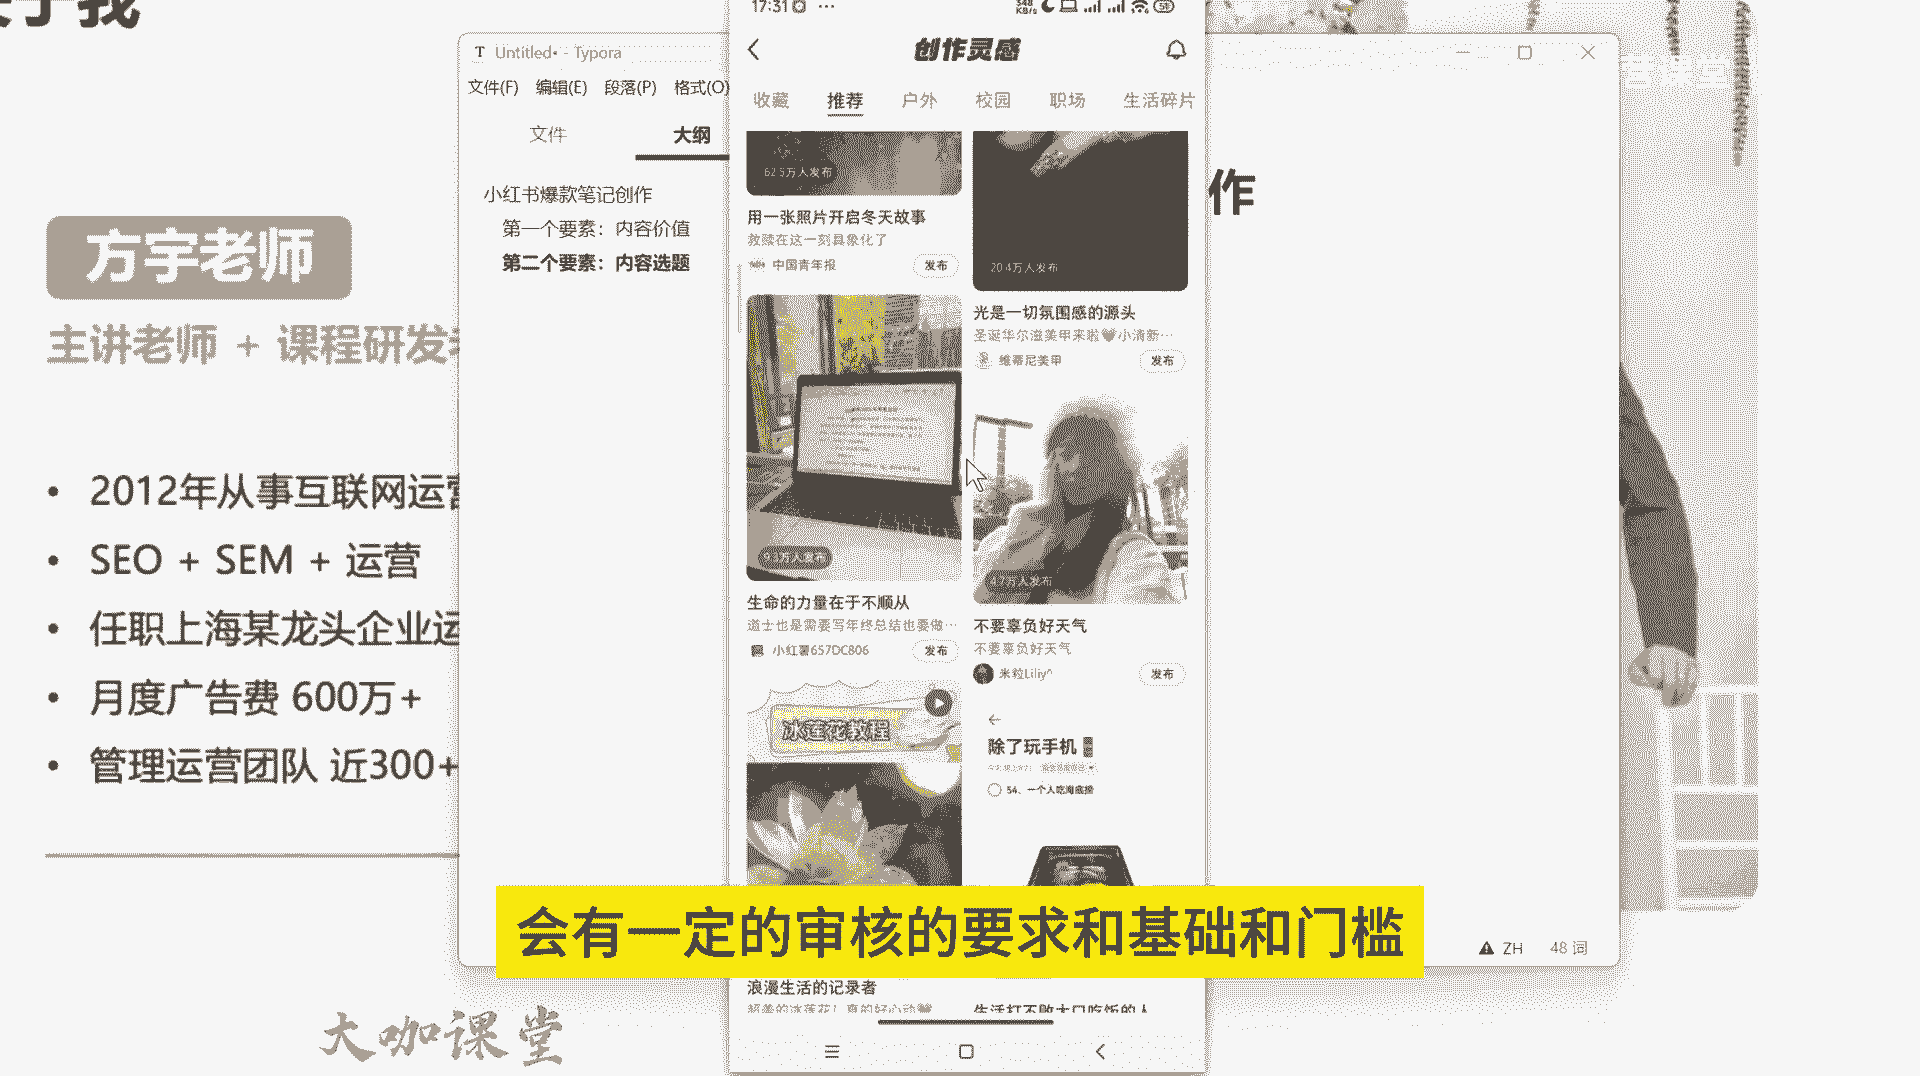 方宇老师
主讲老师 + 课程研发
2012年从事互联网运营
SEO + SEM + 运营
任职上海某龙头企业运
月度广告费 600万+
管理运营团队 近300+
大咖课堂
T Untitled• - Typora
文件(F) 编辑(E) 段落(P) 格式(O)
文件 大纲
小红书爆款笔记创作
第一个要素：内容价值
第二个要素：内容选题
作
ZH 48 词
17:31
创作灵感
收藏 推荐 户外 校园 职场 生活碎片
62.5万人发布
用一张照片开启冬天故事
救赎在这一刻具象化了
中国青年报 发布
20.4万人发布
光是一切氛围感的源头
圣诞华尔滋美甲来啦🖤小清新…
维蒂尼美甲 发布
9.3万人发布
生命的力量在于不顺从
道士也是需要写年终总结也要做…
小红薯657DC806 发布
4.7万人发布
不要辜负好天气
不要辜负好天气
米粒Liliy^ 发布
冰莲花教程
浪漫生活的记录者
除了玩手机
54、一个人吃海底捞
生活打不败大口吃饭的人
会有一定的审核的要求和基础和门槛